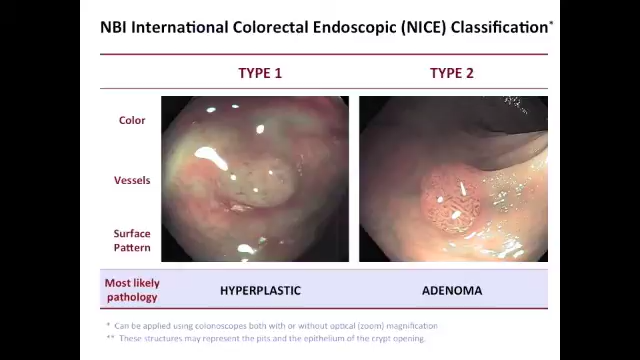 NBI International Colorectal Endoscopic (NICE) Classification*
TYPE 1 TYPE 2
Color
Vessels
Surface
Pattern
Most likely
pathology
HYPERPLASTIC ADENOMA
* Can be applied using colonoscopes both with or without optical (zoom) magnification
** These structures may represent the pits and the epithelium of the crypt opening.